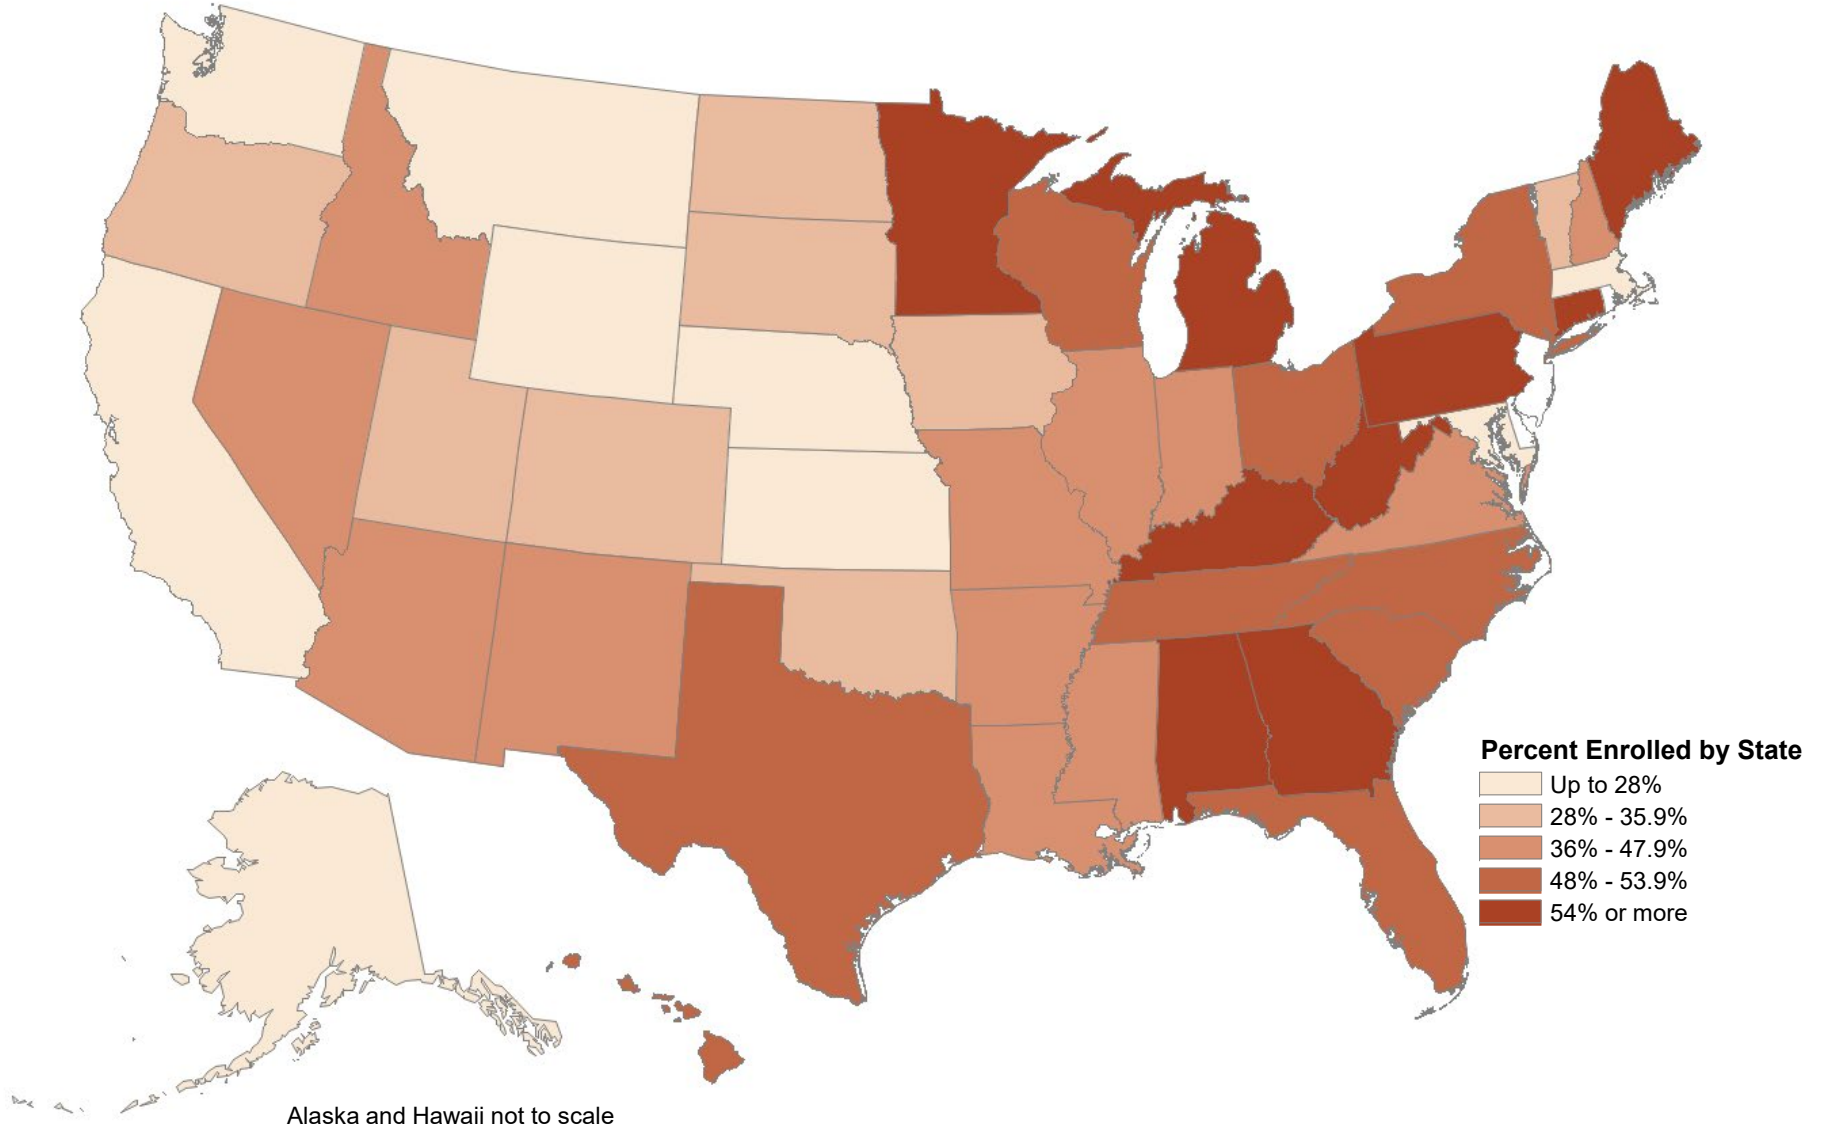 Percent Enrolled by State
Up to 28%
28% - 35.9%
36% - 47.9%
48% - 53.9%
54% or more
Alaska and Hawaii not to scale